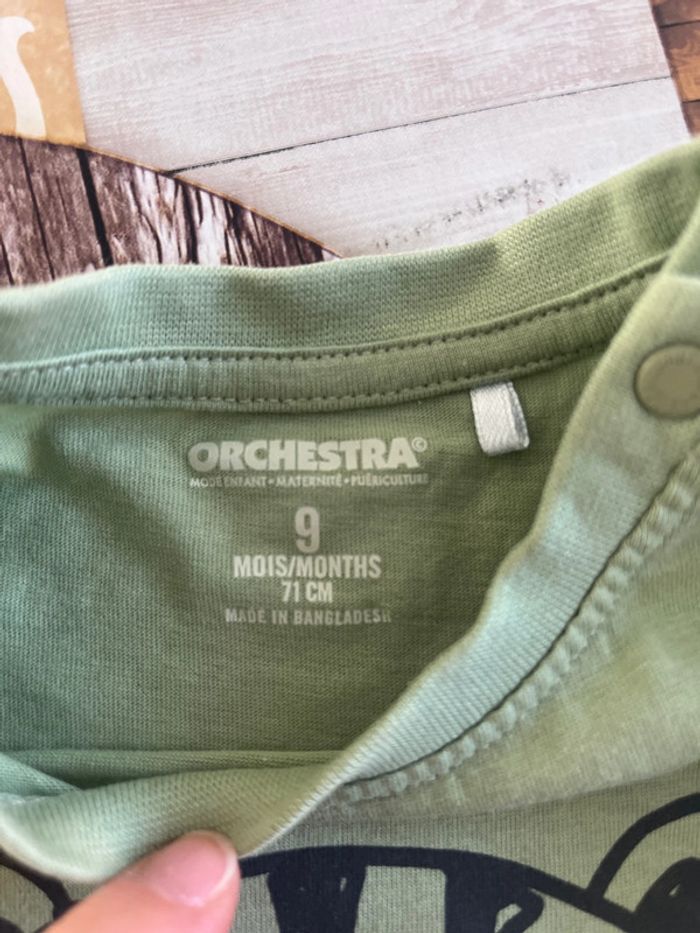 ORCHESTRA©
MODE ENFANT • MATERNITÉ • PUÉRICULTURE
9
MOIS/MONTHS
71 CM
MADE IN BANGLADESH